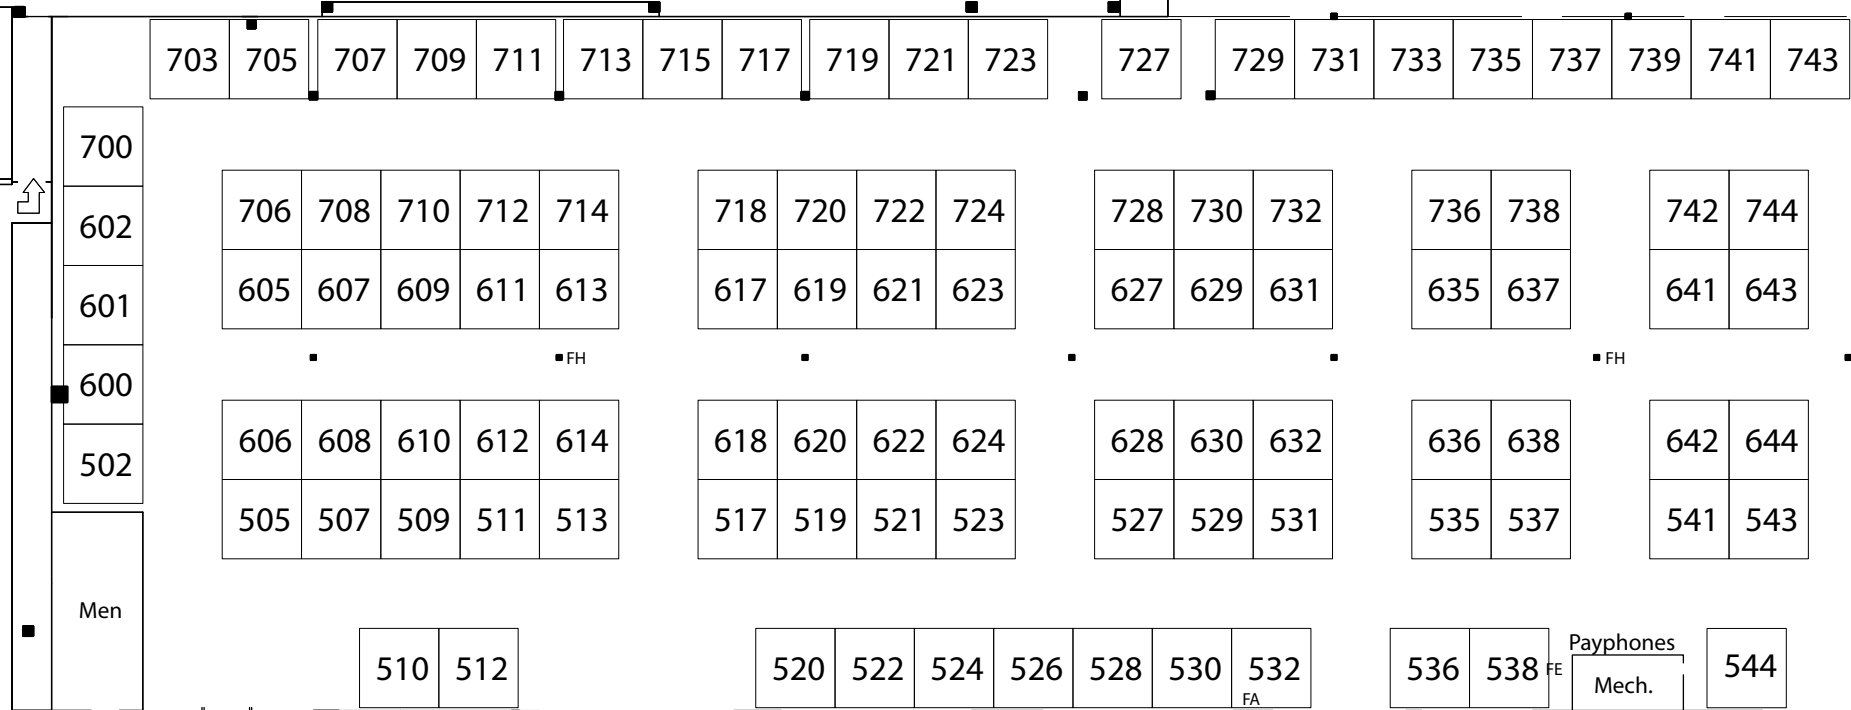 703 705 707 709 711 713 715 717 719 721 723 727 729 731 733 735 737 739 741 743
700
706 708 710 712 714 718 720 722 724 728 730 732 736 738 742 744
602
605 607 609 611 613 617 619 621 623 627 629 631 635 637 641 643
601
FH FH
600
606 608 610 612 614 618 620 622 624 628 630 632 636 638 642 644
502
505 507 509 511 513 517 519 521 523 527 529 531 535 537 541 543
Men
Payphones
510 512 520 522 524 526 528 530 532 536 538 FE 544
Mech.
FA